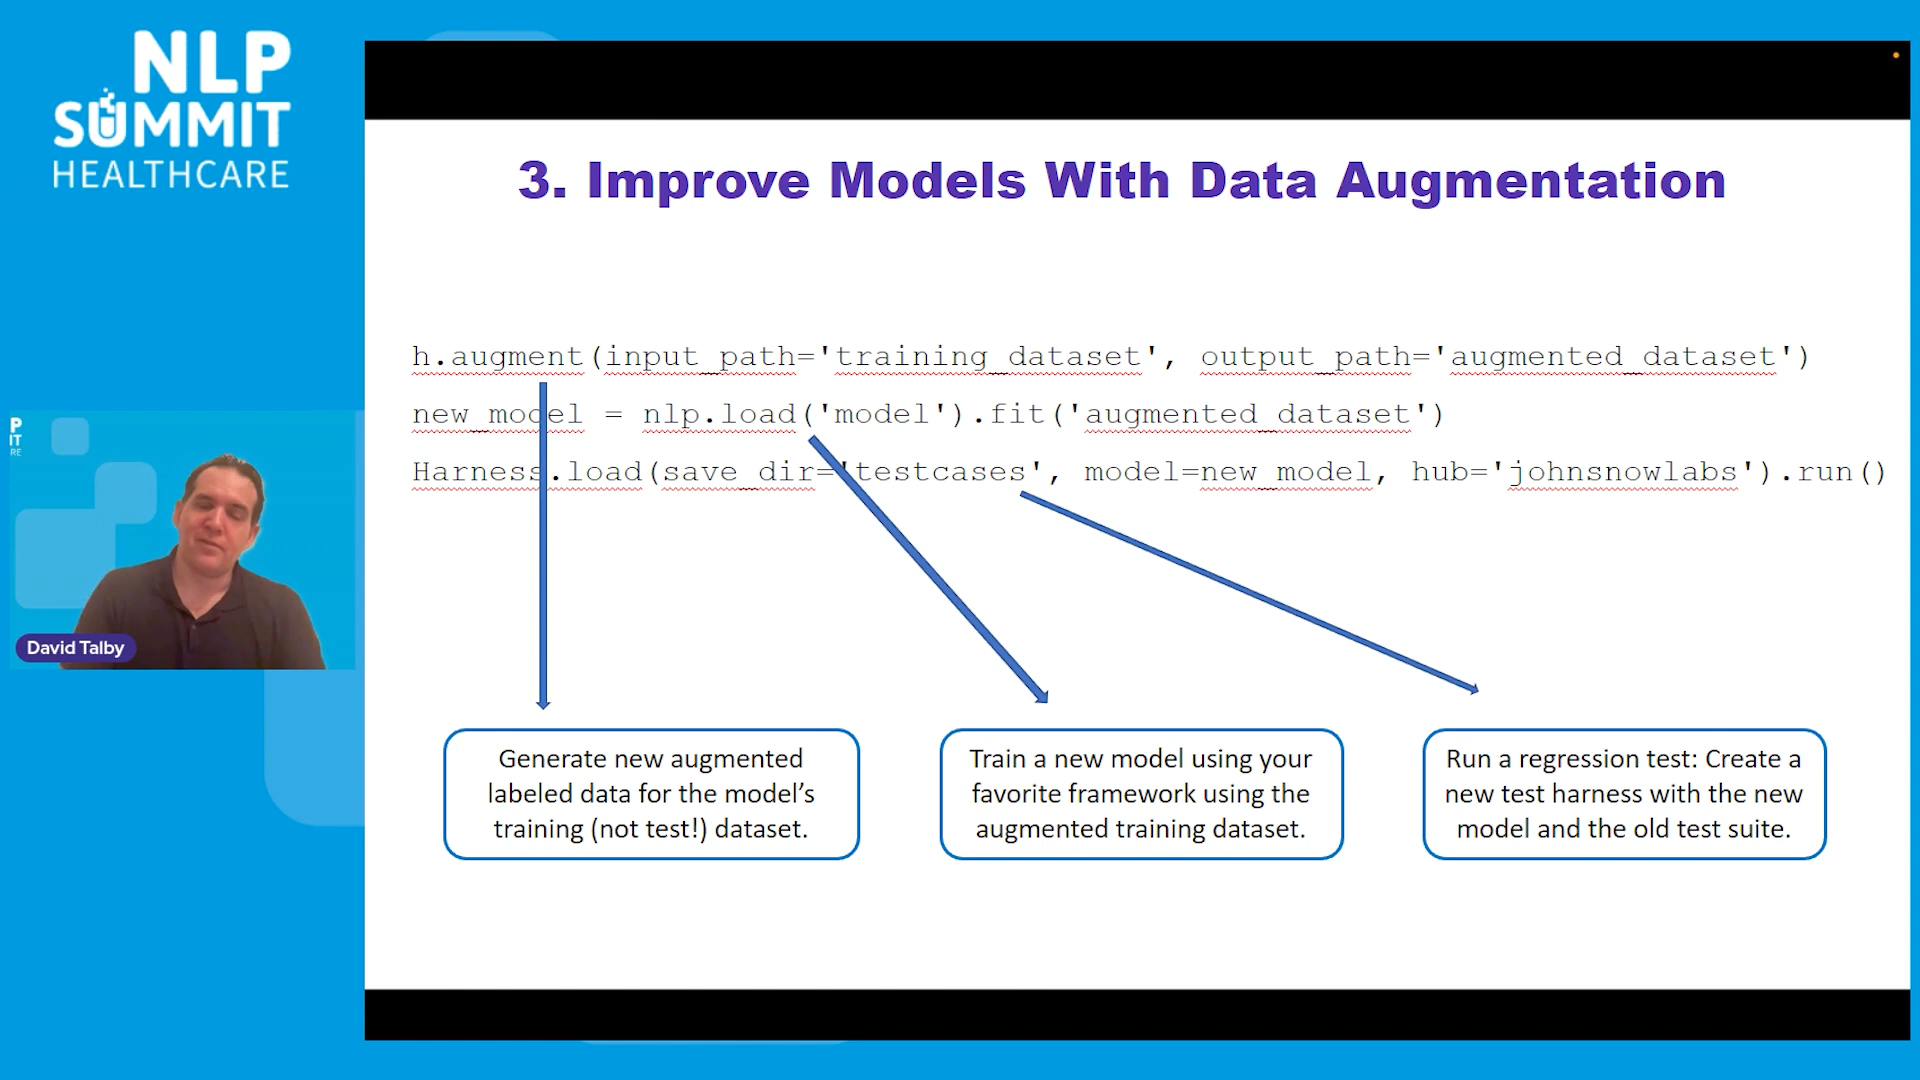 NLP
SUMMIT
HEALTHCARE
3. Improve Models With Data Augmentation
h.augment(input_path='training_dataset', output_path='augmented_dataset')
new_model = nlp.load('model').fit('augmented_dataset')
Harness.load(save_dir='testcases', model=new_model, hub='johnsnowlabs').run()
P
IT
RE
David Talby
Generate new augmented
labeled data for the model’s
training (not test!) dataset.
Train a new model using your
favorite framework using the
augmented training dataset.
Run a regression test: Create a
new test harness with the new
model and the old test suite.